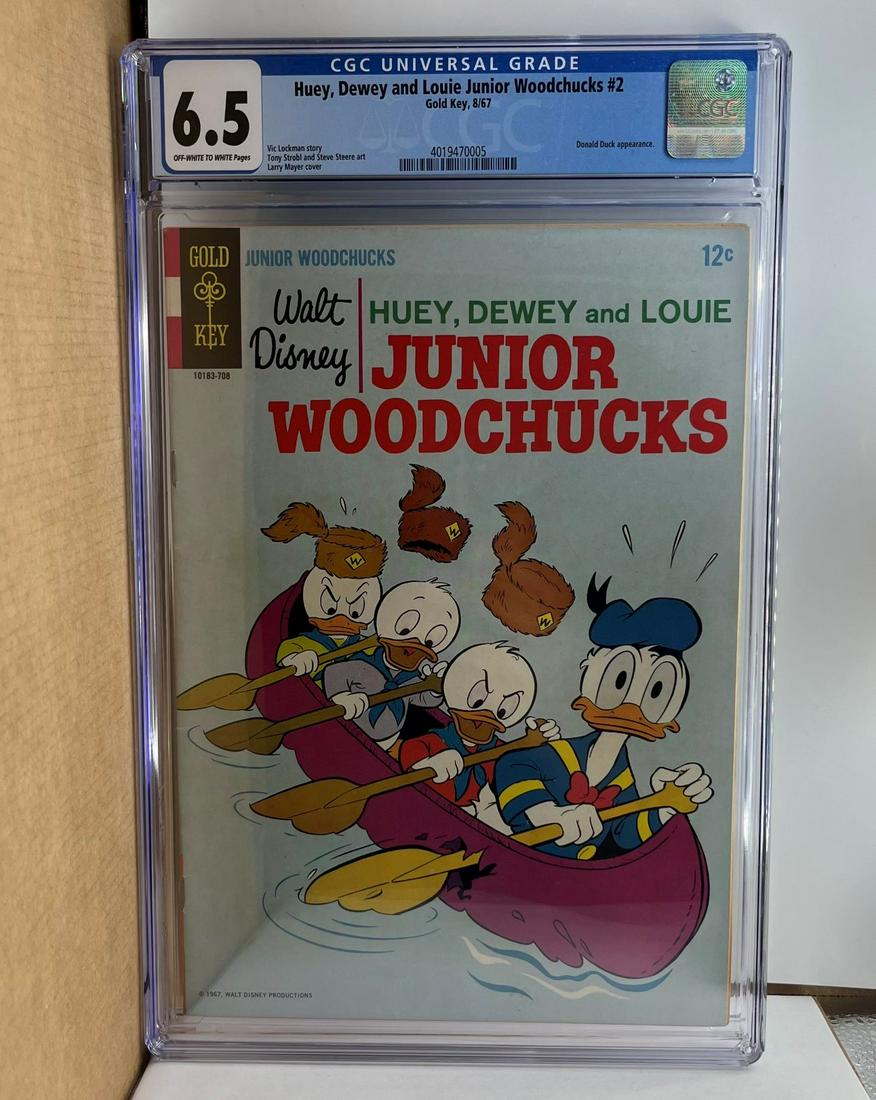 CGC UNIVERSAL GRADE
6.5
OFF-WHITE TO WHITE Pages
Huey, Dewey and Louie Junior Woodchucks #2
Gold Key, 8/67
Vic Lockman story
Tony Strobl and Steve Steere art
Larry Mayer cover
4019470005
Donald Duck appearance.
CGC
CGC
GOLD
KEY
10183-708
JUNIOR WOODCHUCKS
12c
Walt
Disney
HUEY, DEWEY and LOUIE
JUNIOR
WOODCHUCKS
W
W
W
© 1967, WALT DISNEY PRODUCTIONS